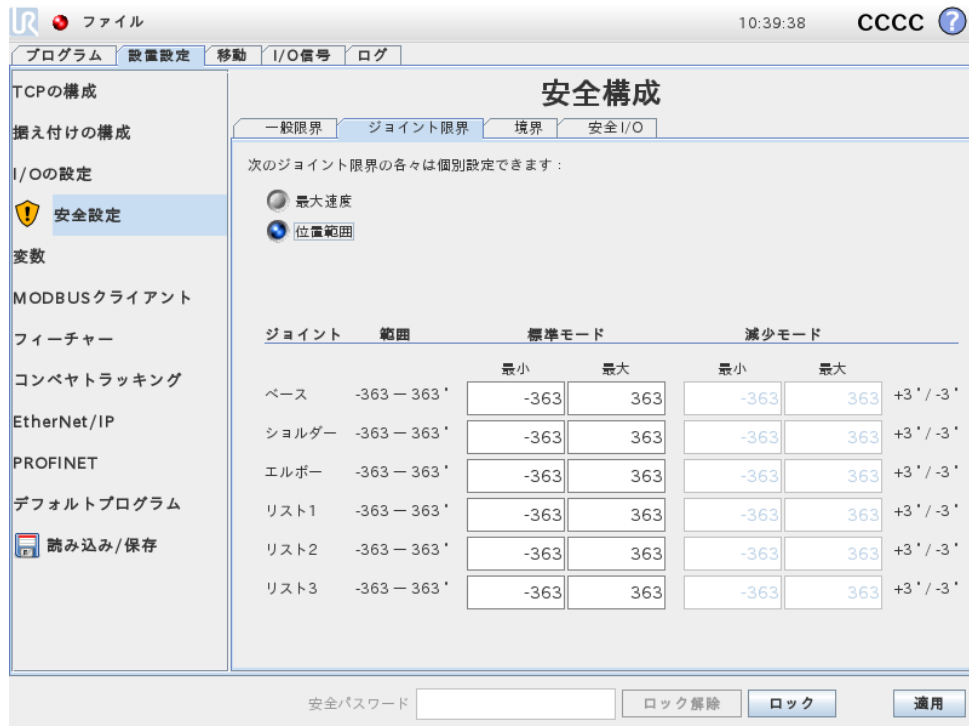 UR ファイル 10:39:38 CCCC ?
プログラム 設置設定 移動 I/O信号 ログ
TCPの構成
据え付けの構成
I/Oの設定
安全設定
変数
MODBUSクライアント
フィーチャー
コンベヤトラッキング
EtherNet/IP
PROFINET
デフォルトプログラム
読み込み/保存
安全構成
一般限界 ジョイント限界 境界 安全I/O
次のジョイント限界の各々は個別設定できます:
最大速度
位置範囲
ジョイント 範囲 標準モード 減少モード
最小 最大 最小 最大
ベース -363 — 363° -363 363 -363 363 +3°/-3°
ショルダー -363 — 363° -363 363 -363 363 +3°/-3°
エルボー -363 — 363° -363 363 -363 363 +3°/-3°
リスト1 -363 — 363° -363 363 -363 363 +3°/-3°
リスト2 -363 — 363° -363 363 -363 363 +3°/-3°
リスト3 -363 — 363° -363 363 -363 363 +3°/-3°
安全パスワード ロック解除 ロック 適用